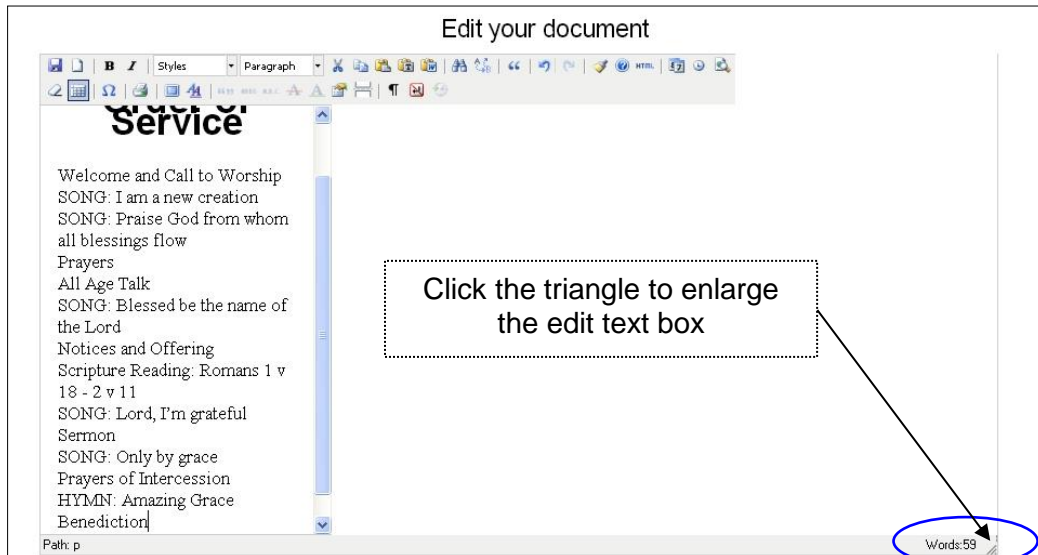 Edit your document
B I Styles Paragraph HTML
Order of
Service
Welcome and Call to Worship
SONG: I am a new creation
SONG: Praise God from whom
all blessings flow
Prayers
All Age Talk
SONG: Blessed be the name of
the Lord
Notices and Offering
Scripture Reading: Romans 1 v
18 - 2 v 11
SONG: Lord, I'm grateful
Sermon
SONG: Only by grace
Prayers of Intercession
HYMN: Amazing Grace
Benediction
Click the triangle to enlarge
the edit text box
Path: p Words:59